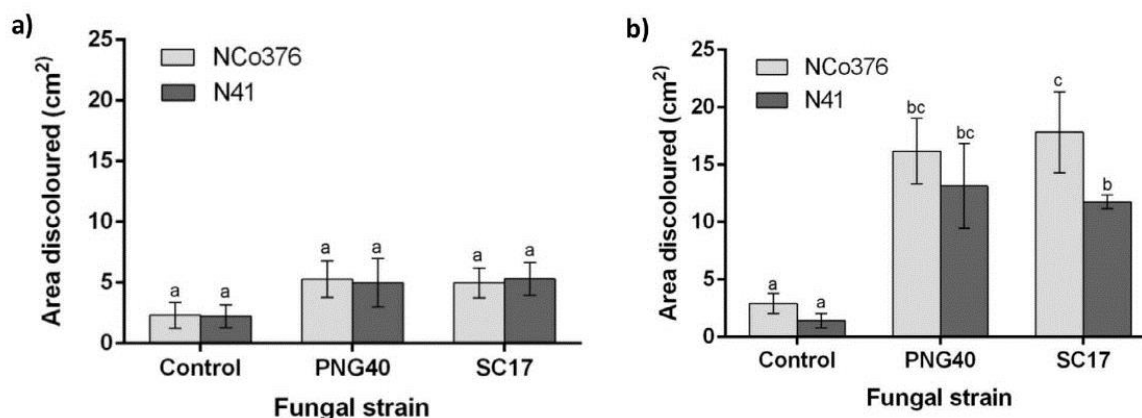 a)
NCo376
N41
Area discoloured (cm²)
25
20
15
10
5
0
a a a a a a
Control PNG40 SC17
Fungal strain
b)
NCo376
N41
Area discoloured (cm²)
25
20
15
10
5
0
a a bc bc c b
Control PNG40 SC17
Fungal strain